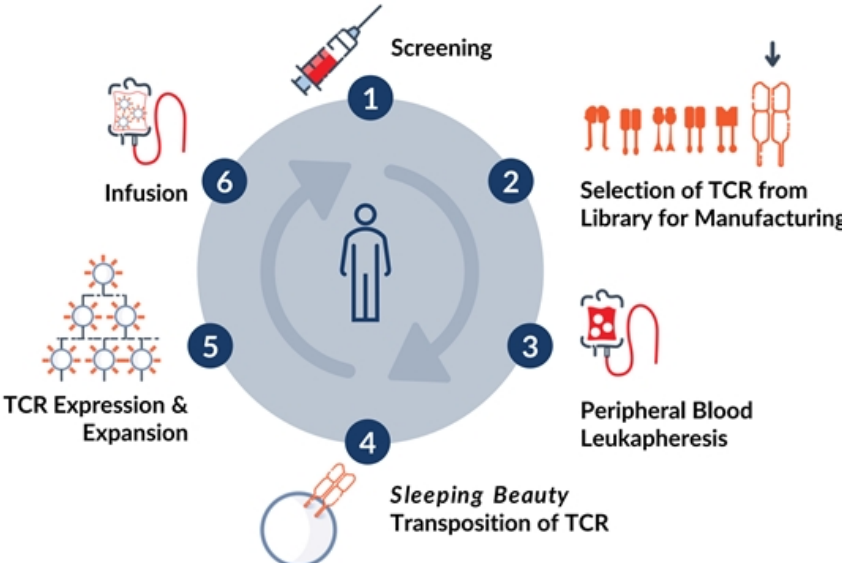 1
Screening
2
Selection of TCR from
Library for Manufacturing
3
Peripheral Blood
Leukapheresis
4
Sleeping Beauty
Transposition of TCR
5
TCR Expression &
Expansion
6
Infusion